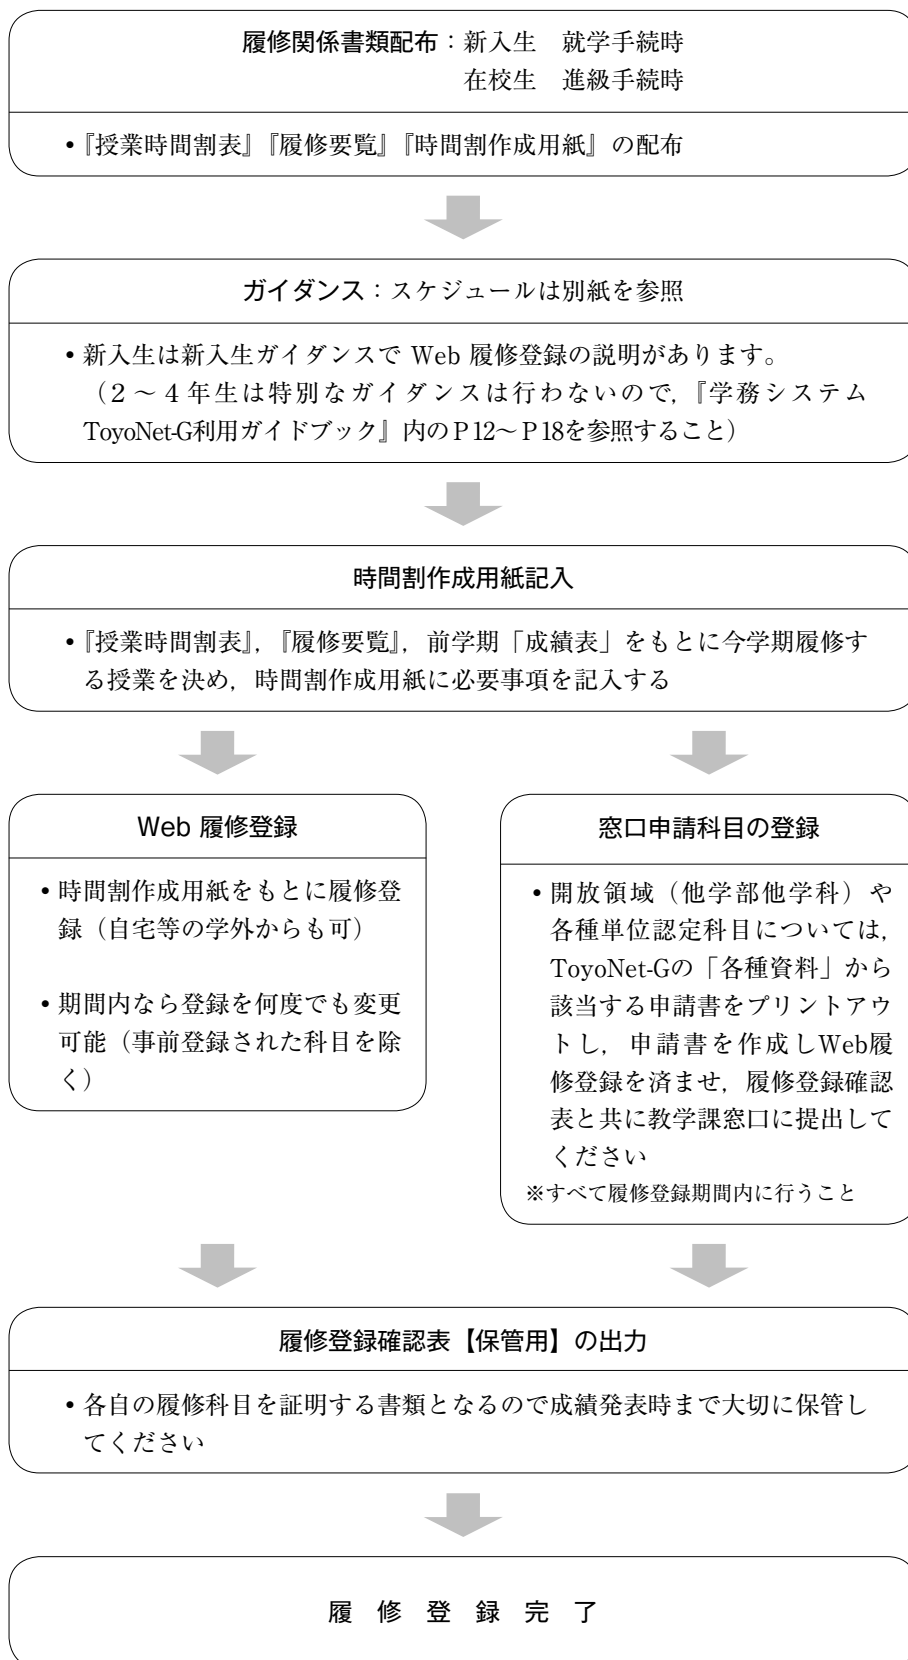 履修関係書類配布：新入生　就学手続時
在校生　進級手続時
•『授業時間割表』『履修要覧』『時間割作成用紙』の配布
ガイダンス：スケジュールは別紙を参照
•新入生は新入生ガイダンスで Web 履修登録の説明があります。
（２～４年生は特別なガイダンスは行わないので，『学務システム
ToyoNet-G利用ガイドブック』内のＰ12～Ｐ18を参照すること）
時間割作成用紙記入
•『授業時間割表』，『履修要覧』，前学期「成績表」をもとに今学期履修す
る授業を決め，時間割作成用紙に必要事項を記入する
Web 履修登録
•時間割作成用紙をもとに履修登
録（自宅等の学外からも可）
•期間内なら登録を何度でも変更
可能（事前登録された科目を除
く）
窓口申請科目の登録
•開放領域（他学部他学科）や
各種単位認定科目については，
ToyoNet-Gの「各種資料」から
該当する申請書をプリントアウ
トし，申請書を作成しWeb履
修登録を済ませ，履修登録確認
表と共に教学課窓口に提出して
ください
※すべて履修登録期間内に行うこと
履修登録確認表【保管用】の出力
•各自の履修科目を証明する書類となるので成績発表時まで大切に保管し
てください
履　修　登　録　完　了